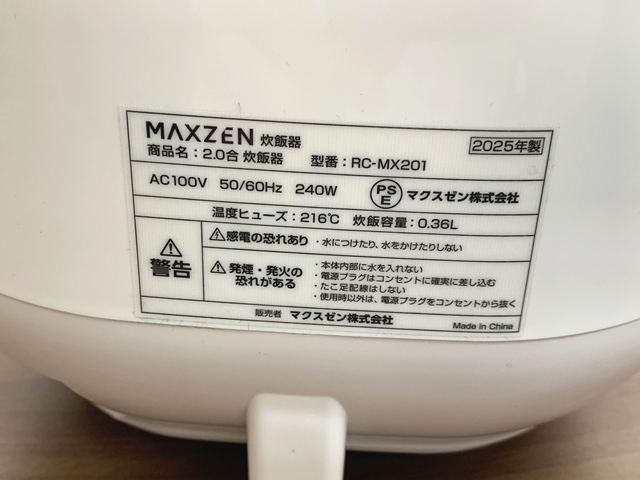 MAXZEN 炊飯器 2025年製
商品名：2.0合 炊飯器 型番：RC-MX201
AC100V 50/60Hz 240W PSE マクスゼン株式会社
温度ヒューズ：216℃ 炊飯容量：0.36L
警告
感電の恐れあり ・水につけたり、水をかけたりしない
発煙・発火の
恐れがある
・本体内部に水を入れない
・電源プラグはコンセントに確実に差し込む
・たこ足配線はしない
・使用時以外は、電源プラグをコンセントから抜く
販売者 マクスゼン株式会社 Made in China